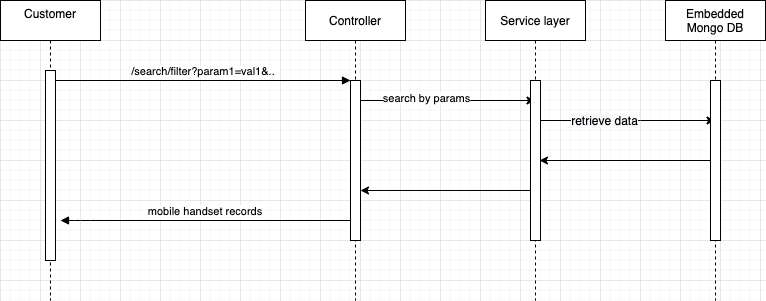 Customer
Controller
Service layer
Embedded
Mongo DB
/search/filter?param1=val1&..
search by params
retrieve data
mobile handset records